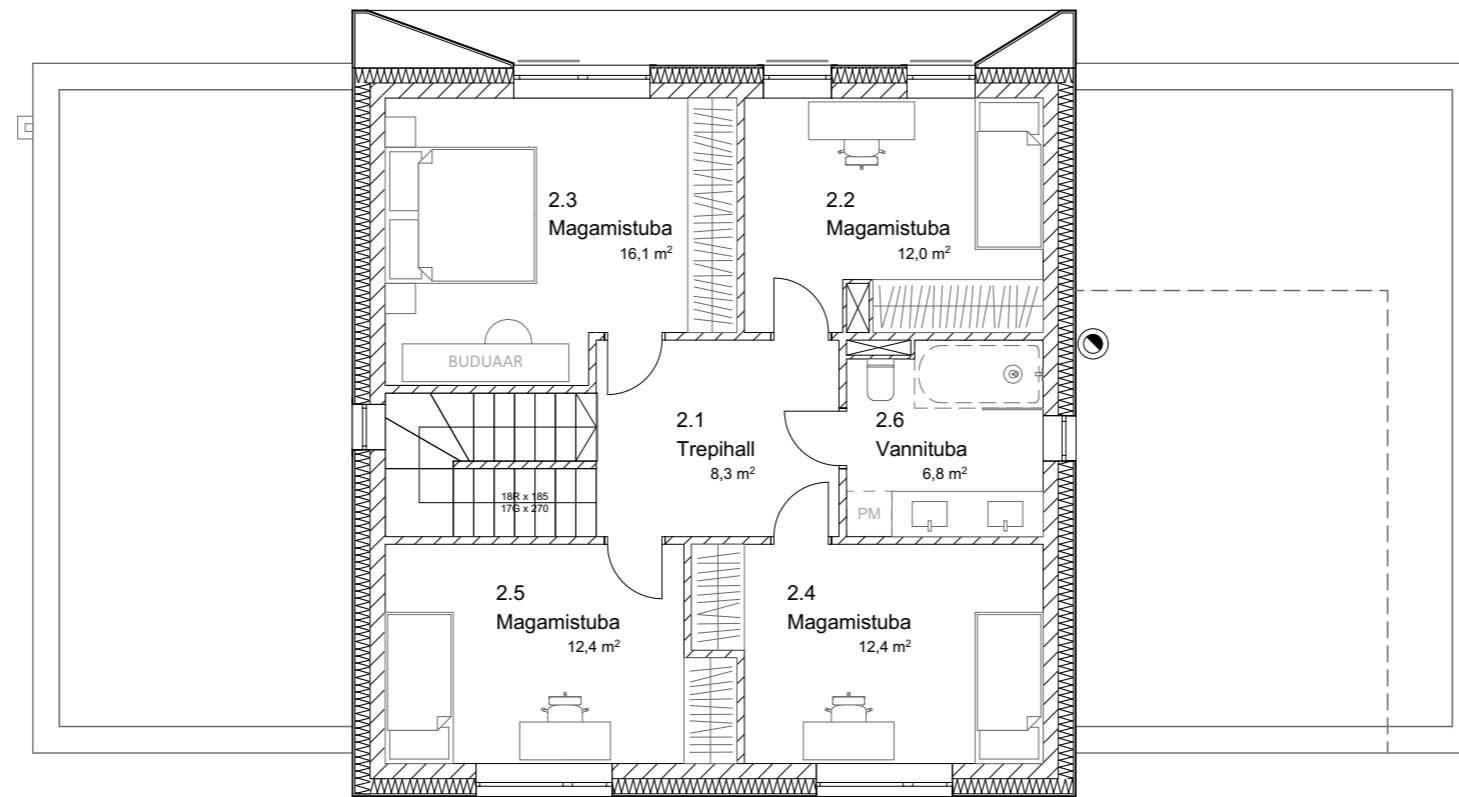 2.3
Magamistuba
16,1 m²
2.2
Magamistuba
12,0 m²
BUDUAAR
2.1
Trepihall
8,3 m²
2.6
Vannituba
6,8 m²
18R x 185
17G x 270
PM
2.5
Magamistuba
12,4 m²
2.4
Magamistuba
12,4 m²